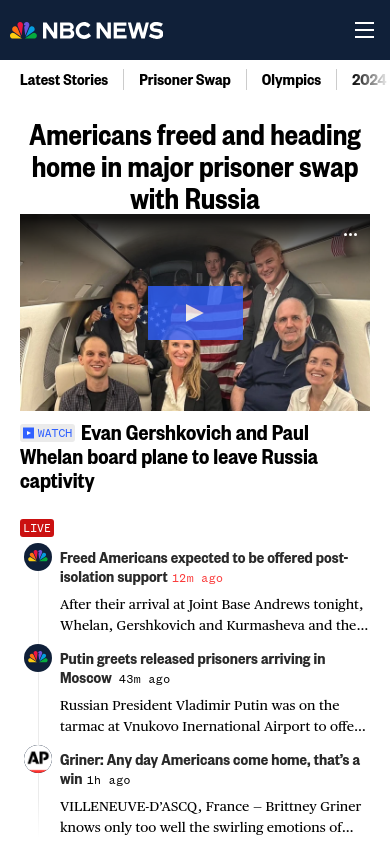 NBC NEWS
Latest Stories
Prisoner Swap
Olympics
2024
Americans freed and heading
home in major prisoner swap
with Russia
WATCH Evan Gershkovich and Paul
Whelan board plane to leave Russia
captivity
LIVE
Freed Americans expected to be offered post-
isolation support 12m ago
After their arrival at Joint Base Andrews tonight,
Whelan, Gershkovich and Kurmasheva and the...
Putin greets released prisoners arriving in
Moscow 43m ago
Russian President Vladimir Putin was on the
tarmac at Vnukovo Inernational Airport to offe...
AP
Griner: Any day Americans come home, that's a
win 1h ago
VILLENEUVE-D'ASCQ, France — Brittney Griner
knows only too well the swirling emotions of...